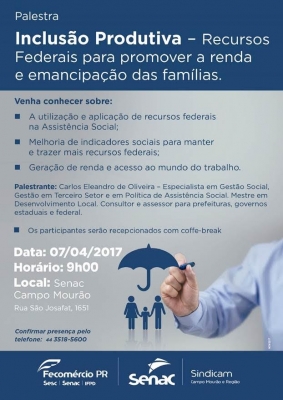 Palestra
Inclusão Produtiva – Recursos
Federais para promover a renda
e emancipação das famílias.
Venha conhecer sobre:
A utilização e aplicação de recursos federais
na Assistência Social;
Melhoria de indicadores sociais para manter
e trazer mais recursos federais;
Geração de renda e acesso ao mundo do trabalho.
Palestrante: Carlos Eleandro de Oliveira – Especialista em Gestão Social,
Gestão em Terceiro Setor e em Política de Assistência Social. Mestre em
Desenvolvimento Local. Consultor e assessor para prefeituras, governos
estaduais e federal.
Os participantes serão recepcionados com coffe-break
Data: 07/04/2017
Horário: 9h00
Local: Senac
Campo Mourão
Rua São Josafat, 1651
Confirmar presença pelo
telefone: 44 3518-5600
Fecomércio PR
Sesc | Senac | IFPD
Senac
Sindicam
Campo Mourão e Região